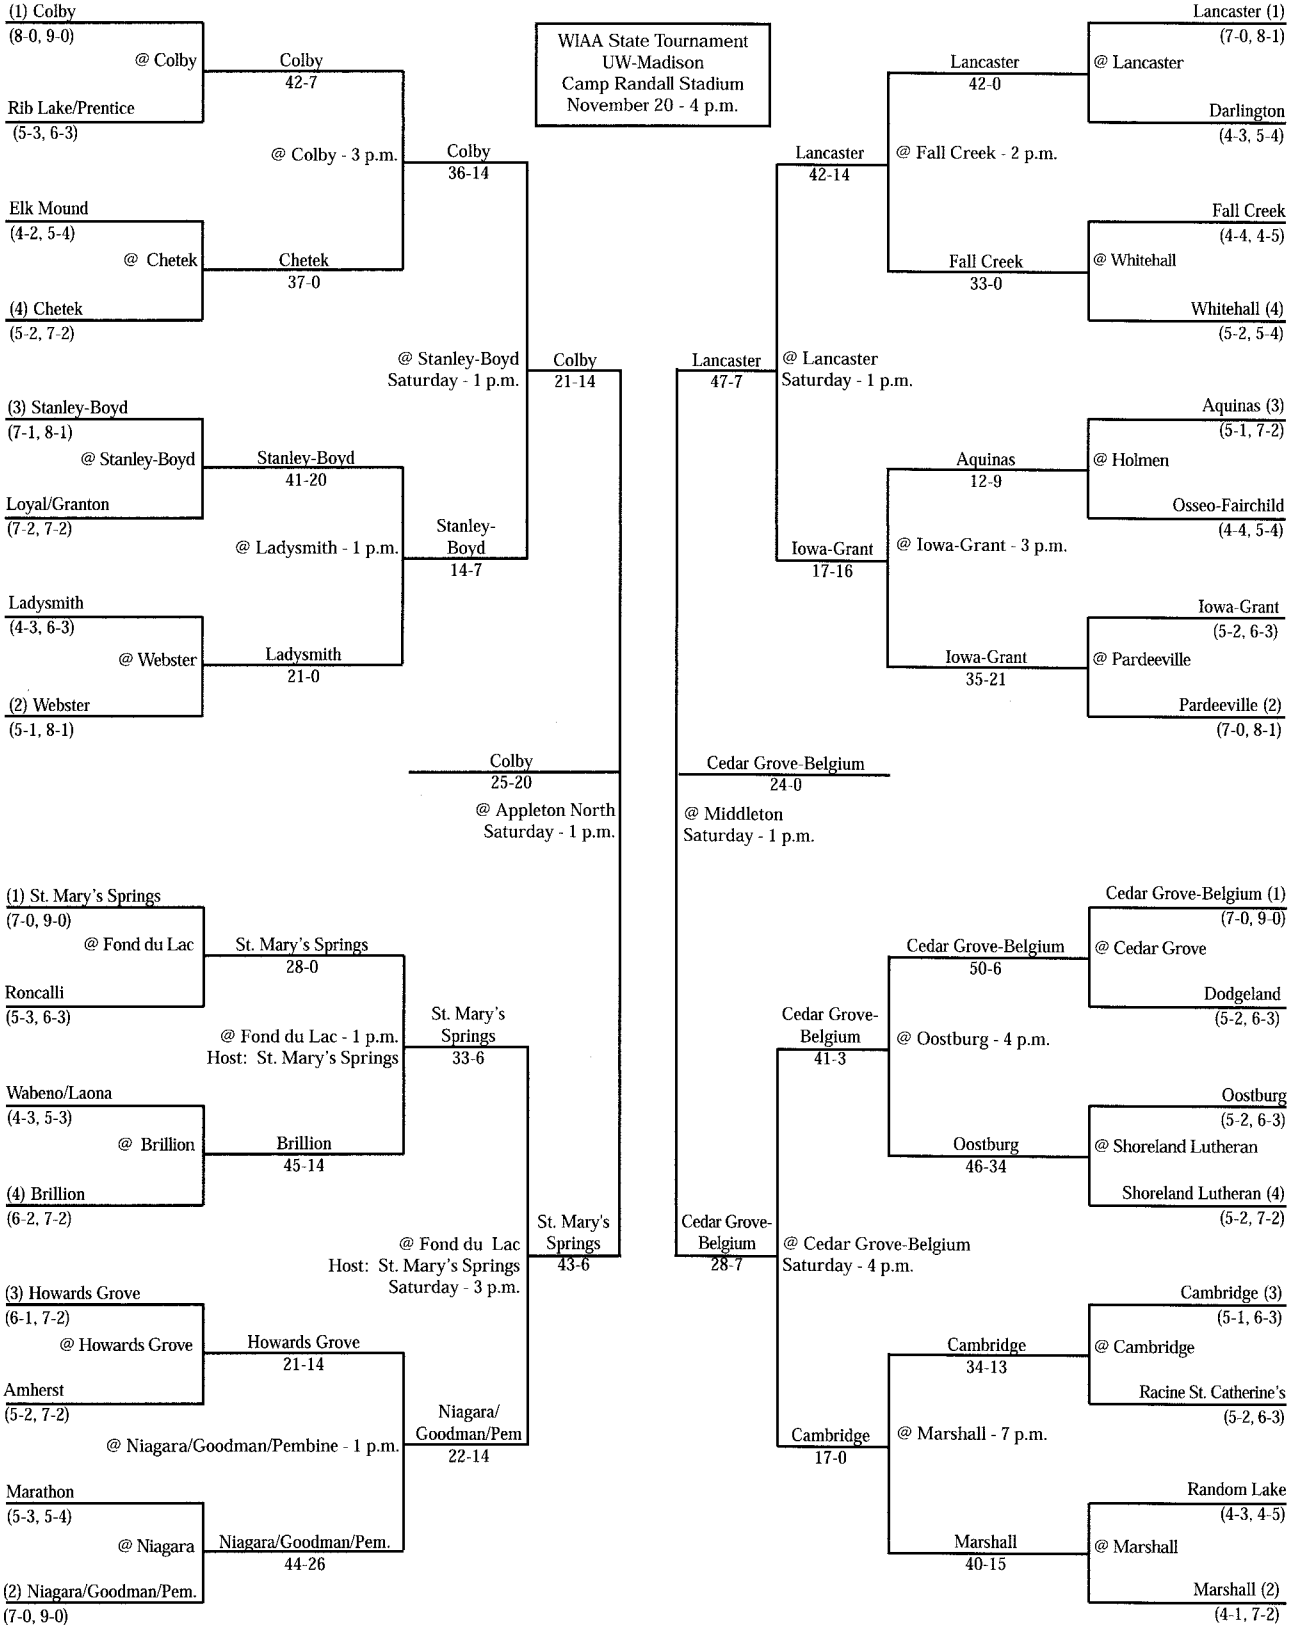 (1) Colby
(8-0, 9-0)
@ Colby
Rib Lake/Prentice
(5-3, 6-3)
Colby
42-7
@ Colby - 3 p.m.
Elk Mound
(4-2, 5-4)
@ Chetek
(4) Chetek
(5-2, 7-2)
Chetek
37-0
Colby
36-14
@ Stanley-Boyd
Saturday - 1 p.m.
(3) Stanley-Boyd
(7-1, 8-1)
@ Stanley-Boyd
Loyal/Granton
(7-2, 7-2)
Stanley-Boyd
41-20
@ Ladysmith - 1 p.m.
Ladysmith
(4-3, 6-3)
@ Webster
(2) Webster
(5-1, 8-1)
Ladysmith
21-0
Stanley-
Boyd
14-7
Colby
21-14
Colby
25-20
@ Appleton North
Saturday - 1 p.m.
(1) St. Mary's Springs
(7-0, 9-0)
@ Fond du Lac
Roncalli
(5-3, 6-3)
St. Mary's Springs
28-0
@ Fond du Lac - 1 p.m.
Host: St. Mary's Springs
Wabeno/Laona
(4-3, 5-3)
@ Brillion
(4) Brillion
(6-2, 7-2)
Brillion
45-14
St. Mary's
Springs
33-6
@ Fond du Lac
Host: St. Mary's Springs
Saturday - 3 p.m.
(3) Howards Grove
(6-1, 7-2)
@ Howards Grove
Amherst
(5-2, 7-2)
Howards Grove
21-14
@ Niagara/Goodman/Pembine - 1 p.m.
Marathon
(5-3, 5-4)
@ Niagara
(2) Niagara/Goodman/Pem.
(7-0, 9-0)
Niagara/Goodman/Pem.
44-26
Niagara/
Goodman/Pem
22-14
St. Mary's
Springs
43-6
WIAA State Tournament
UW-Madison
Camp Randall Stadium
November 20 - 4 p.m.
Lancaster (1)
(7-0, 8-1)
@ Lancaster
Darlington
(4-3, 5-4)
Lancaster
42-0
@ Fall Creek - 2 p.m.
Fall Creek
(4-4, 4-5)
@ Whitehall
Whitehall (4)
(5-2, 5-4)
Fall Creek
33-0
Lancaster
42-14
@ Lancaster
Saturday - 1 p.m.
Aquinas (3)
(5-1, 7-2)
@ Holmen
Osseo-Fairchild
(4-4, 5-4)
Aquinas
12-9
@ Iowa-Grant - 3 p.m.
Iowa-Grant
(5-2, 6-3)
@ Pardeeville
Pardeeville (2)
(7-0, 8-1)
Iowa-Grant
35-21
Iowa-Grant
17-16
Lancaster
47-7
Cedar Grove-Belgium
24-0
@ Middleton
Saturday - 1 p.m.
Cedar Grove-Belgium (1)
(7-0, 9-0)
@ Cedar Grove
Dodgeland
(5-2, 6-3)
Cedar Grove-Belgium
50-6
@ Oostburg - 4 p.m.
Oostburg
(5-2, 6-3)
@ Shoreland Lutheran
Shoreland Lutheran (4)
(5-2, 7-2)
Oostburg
46-34
Cedar Grove-
Belgium
41-3
@ Cedar Grove-Belgium
Saturday - 4 p.m.
Cambridge (3)
(5-1, 6-3)
@ Cambridge
Racine St. Catherine's
(5-2, 6-3)
Cambridge
34-13
@ Marshall - 7 p.m.
Random Lake
(4-3, 4-5)
@ Marshall
Marshall (2)
(4-1, 7-2)
Marshall
40-15
Cambridge
17-0
Cedar Grove-
Belgium
28-7